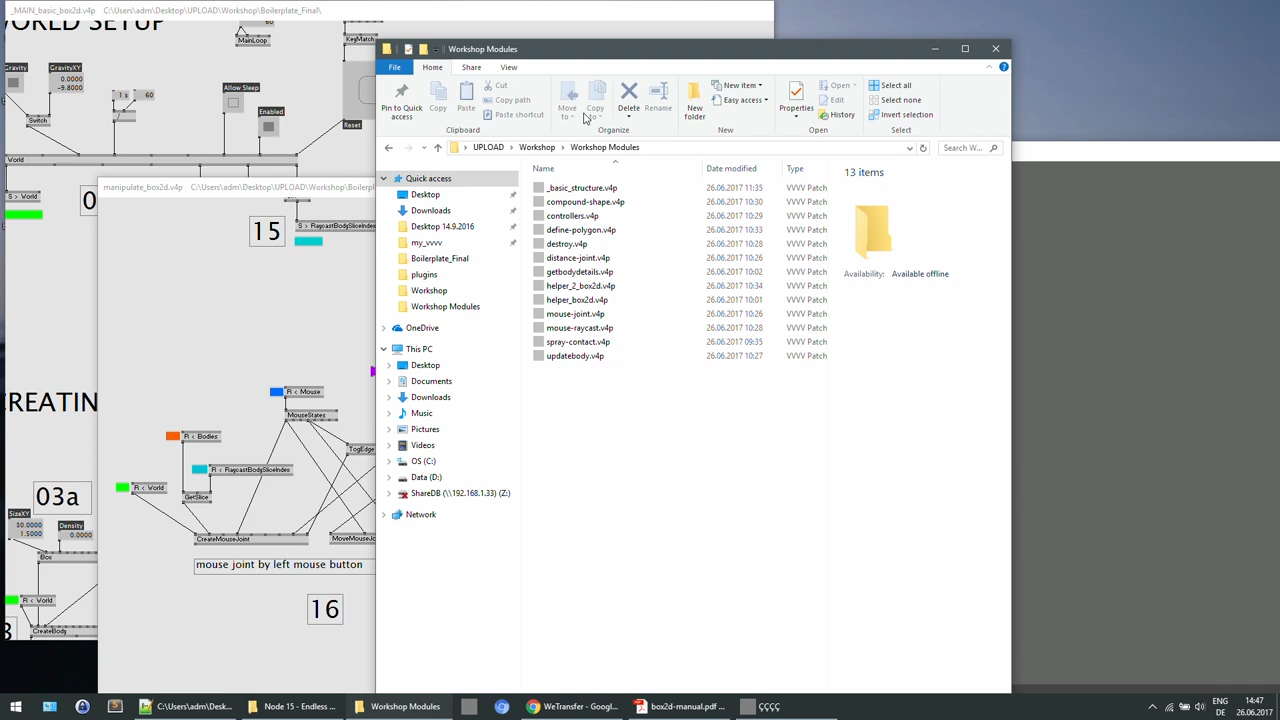 _MAIN_basic_box2d.v4p C:\Users\adm\Desktop\UPLOAD\Workshop\Boilerplate_Final\
ORLD SETUP
60
MainLoop
KeyMatch
Gravity
GravityXY
0.0000
-9.8000
Switch
1 s
60
Allow Sleep
Enabled
Reset
World
S > World
0
manipulate_box2d.v4p C:\Users\adm\Desktop\UPLOAD\Workshop\Boilerpl
15
S > RaycastBodySliceIndex
R < Mouse
MouseStates
TogEdge
R < Bodies
R < RaycastBodySliceIndex
R < World
GetSlice
CreateMouseJoint
MoveMouseJo
mouse joint by left mouse button
16
CREATIN
03a
SizeXY
30.0000
1.5000
Density
0.0000
Box
R < World
CreateBody
Workshop Modules
File
Home
Share
View
Pin to Quick access
Copy
Paste
Cut
Copy path
Paste shortcut
Clipboard
Move to
Copy to
Delete
Rename
Organize
New folder
New item
Easy access
New
Properties
Open
Edit
History
Open
Select all
Select none
Invert selection
Select
UPLOAD > Workshop > Workshop Modules
Search W...
Quick access
Desktop
Downloads
Desktop 14.9.2016
my_vvvv
Boilerplate_Final
plugins
Workshop
Workshop Modules
OneDrive
This PC
Desktop
Documents
Downloads
Music
Pictures
Videos
OS (C:)
Data (D:)
ShareDB (\\192.168.1.33) (Z:)
Network
Name Date modified Type
_basic_structure.v4p 26.06.2017 11:35 VVVV Patch
compound-shape.v4p 26.06.2017 10:30 VVVV Patch
controllers.v4p 26.06.2017 10:29 VVVV Patch
define-polygon.v4p 26.06.2017 10:33 VVVV Patch
destroy.v4p 26.06.2017 10:28 VVVV Patch
distance-joint.v4p 26.06.2017 10:26 VVVV Patch
getbodydetails.v4p 26.06.2017 10:02 VVVV Patch
helper_2_box2d.v4p 26.06.2017 10:34 VVVV Patch
helper_box2d.v4p 26.06.2017 10:01 VVVV Patch
mouse-joint.v4p 26.06.2017 10:26 VVVV Patch
mouse-raycast.v4p 26.06.2017 10:28 VVVV Patch
spray-contact.v4p 26.06.2017 09:35 VVVV Patch
updatebody.v4p 26.06.2017 10:27 VVVV Patch
13 items
Availability: Available offline
C:\Users\adm\Desk...
Node 15 - Endless ...
Workshop Modules
WeTransfer - Googl...
box2d-manual.pdf ...
ÇÇÇÇ
ENG
DE
14:47
26.06.2017